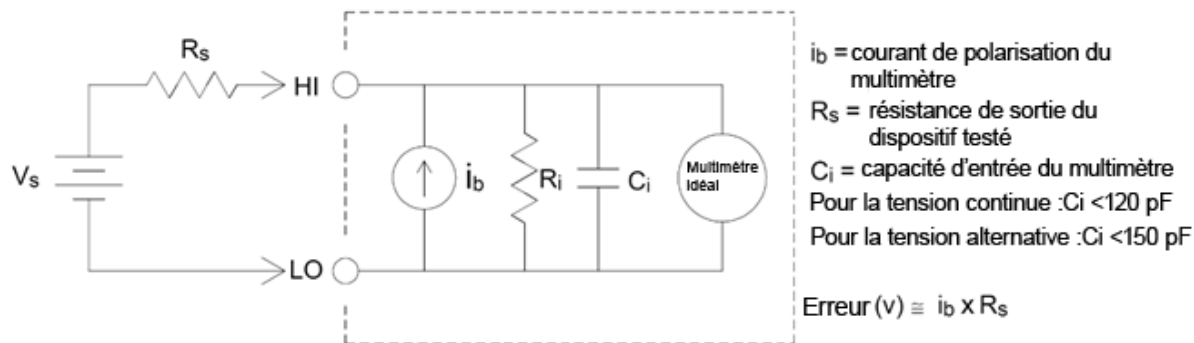 Rs
HI
Vs
ib
Ri
Ci
Multimètre
Idéal
LO
ib = courant de polarisation du
multimètre
Rs = résistance de sortie du
dispositif testé
Ci = capacité d'entrée du multimètre
Pour la tension continue :Ci <120 pF
Pour la tension alternative :Ci <150 pF
Erreur (v) ≅ ib x Rs